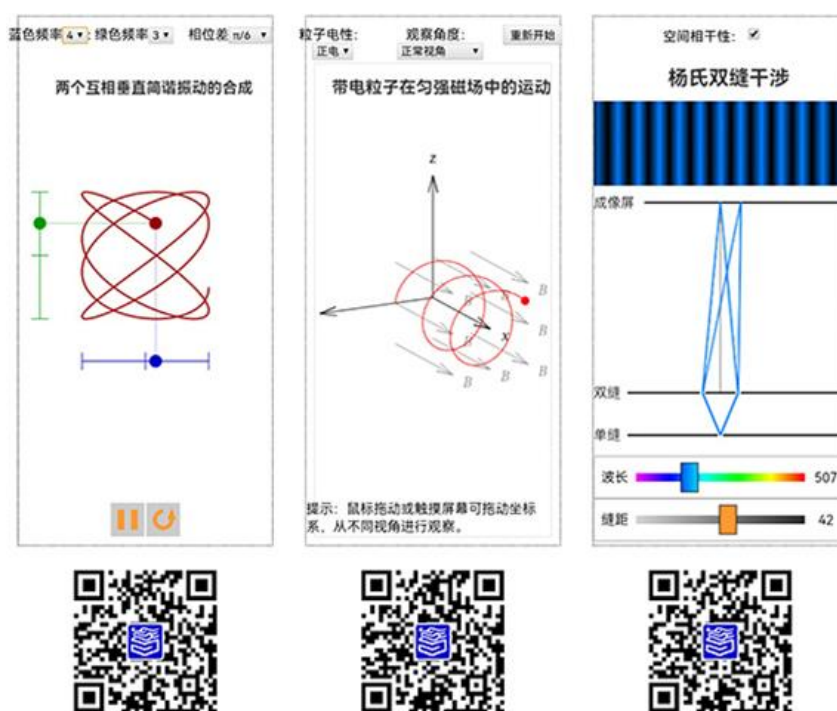 蓝色频率 4 : 绿色频率 3 相位差 π/6
两个互相垂直简谐振动的合成
粒子电性: 观察角度: 重新开始
正电 正常视角
带电粒子在匀强磁场中的运动
z
B
B
B
x
B
B
B
B
B
提示: 鼠标拖动或触摸屏幕可拖动坐标
系，从不同视角进行观察。
空间相干性:
杨氏双缝干涉
成像屏
双缝
单缝
波长 507
缝距 42